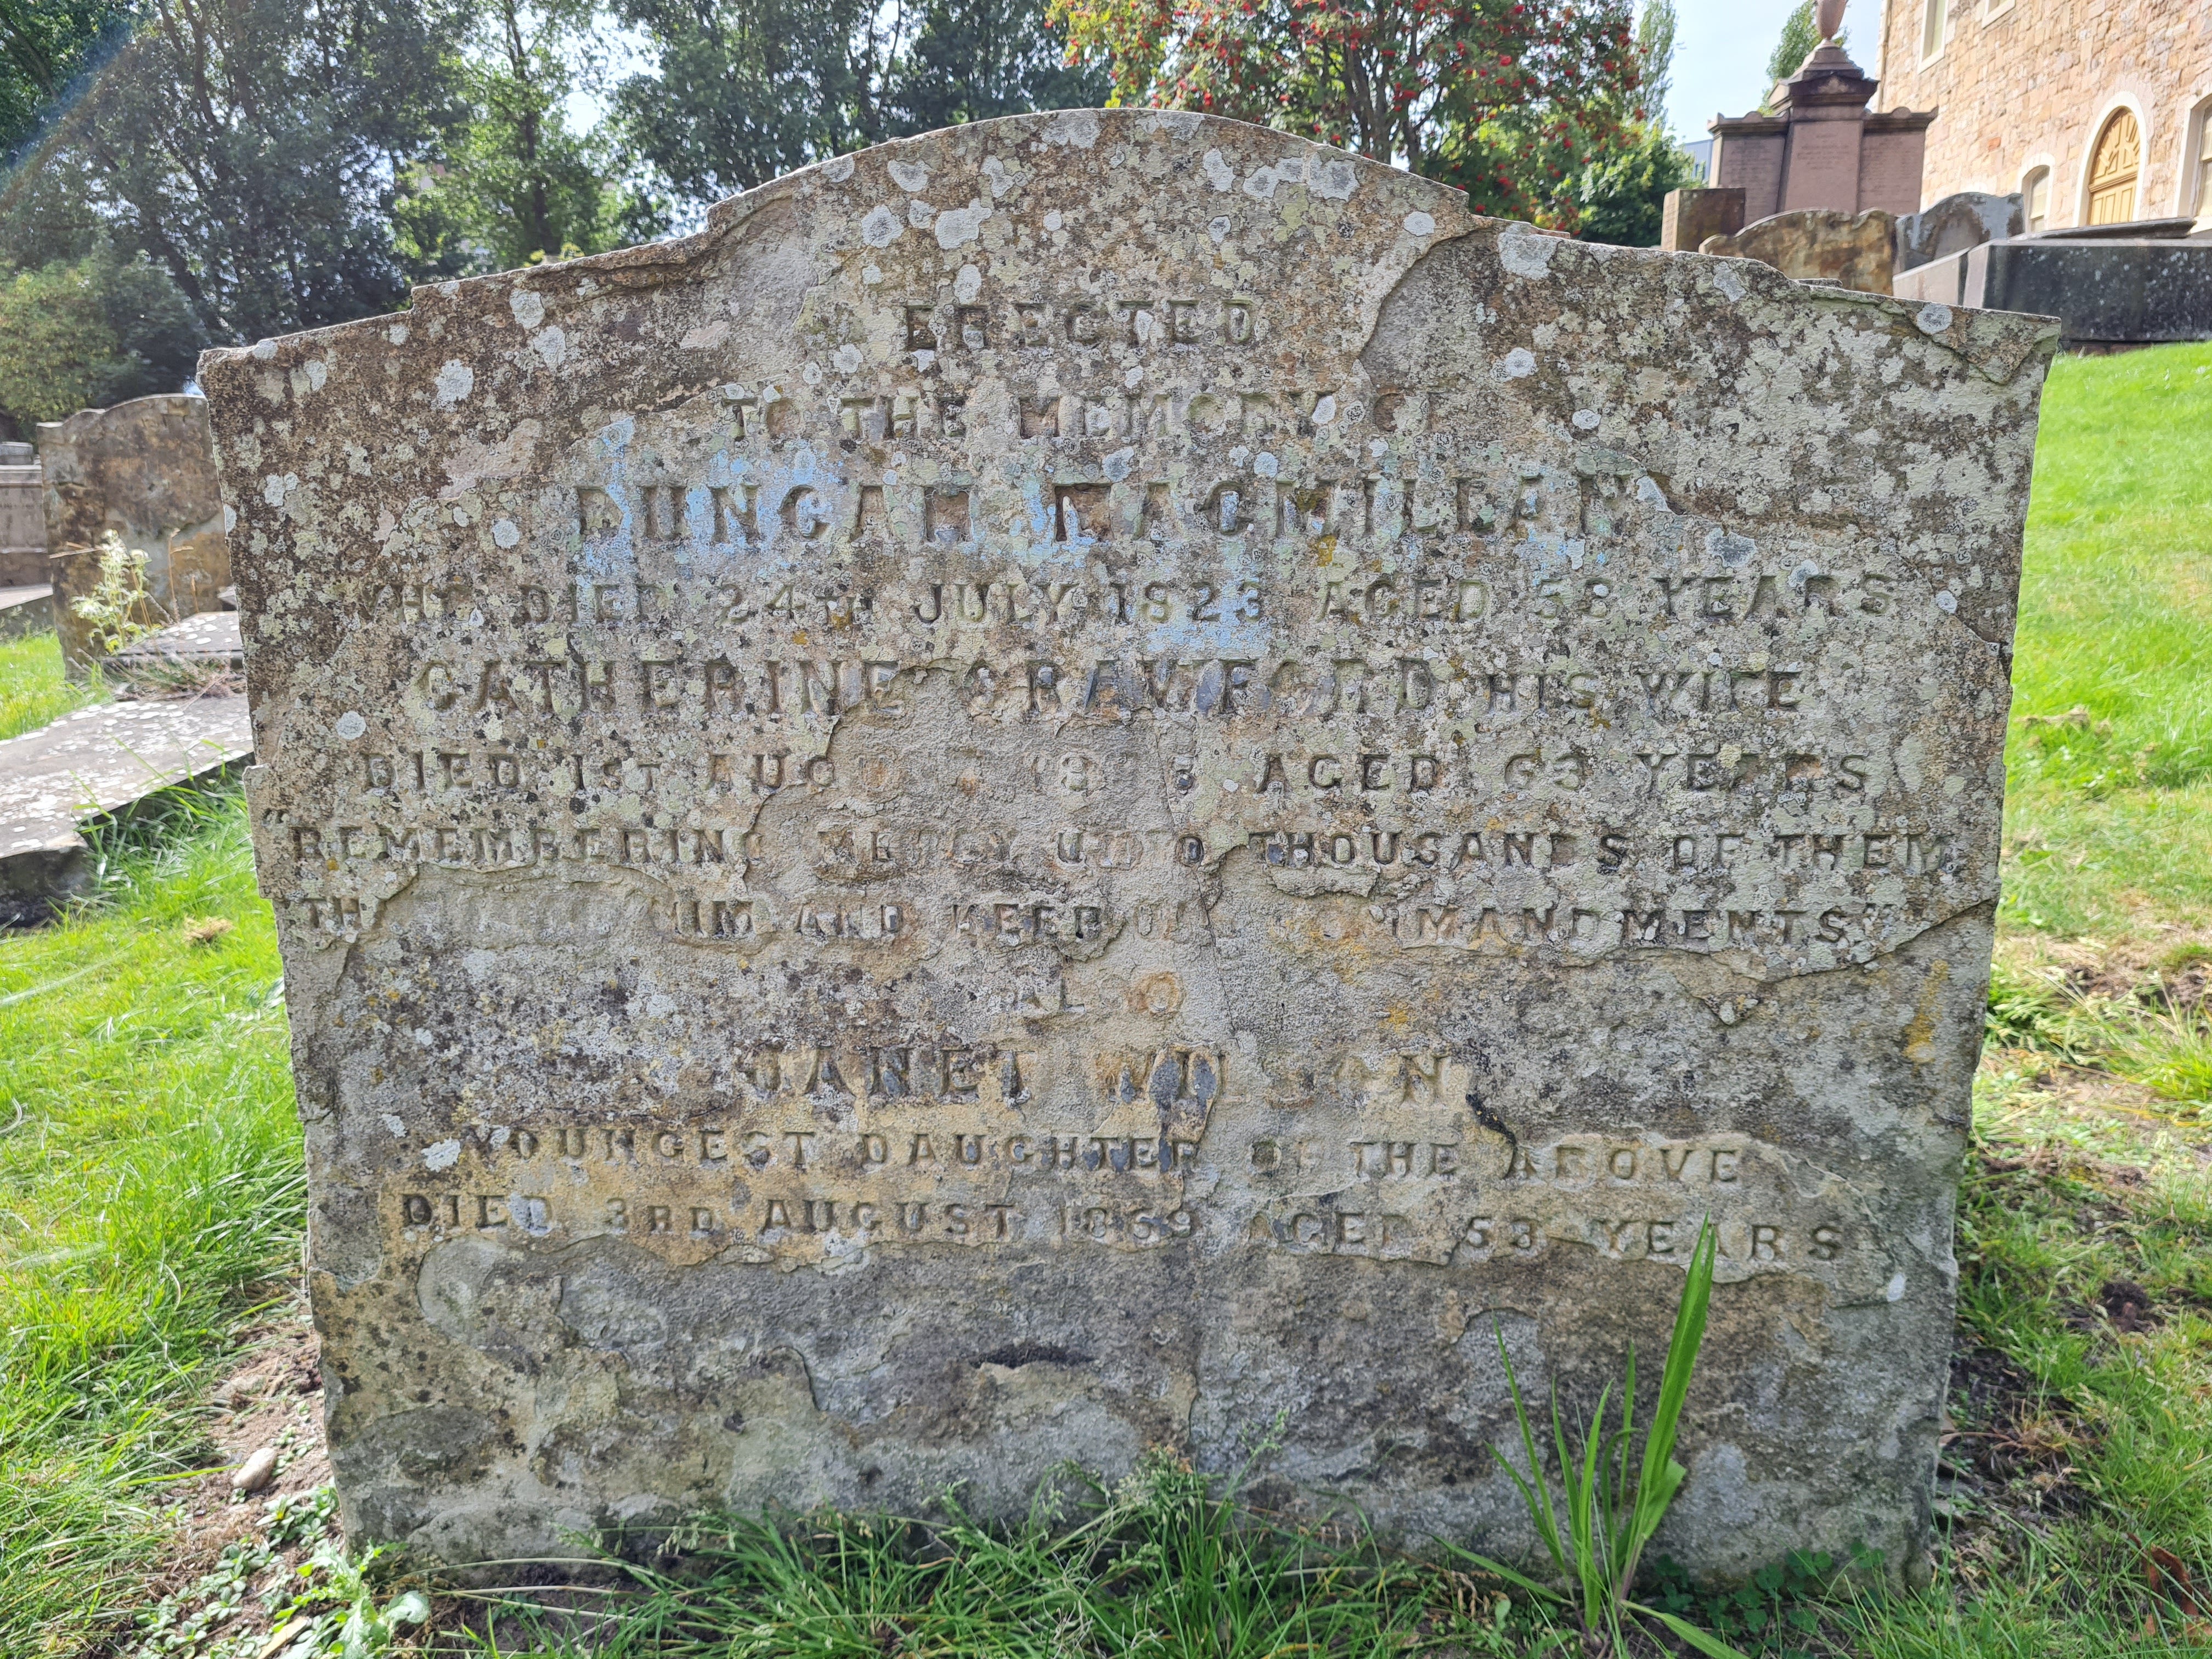 ERECTED
TO THE MEMORY OF
DUNCAN MACMILLAN
WHO DIED 24TH JULY 1823 AGED 58 YEARS
CATHERINE CRAWFORD HIS WIFE
DIED 1ST AUGUST AGED 63 YEARS
"REMEMBERING MERCY UNTO THOUSANDS OF THEM
HIM AND KEEP COMMANDMENTS"
ALSO
JANET WILSON
YOUNGEST DAUGHTER OF THE ABOVE
DIED 3RD AUGUST 1869 AGED 53 YEARS